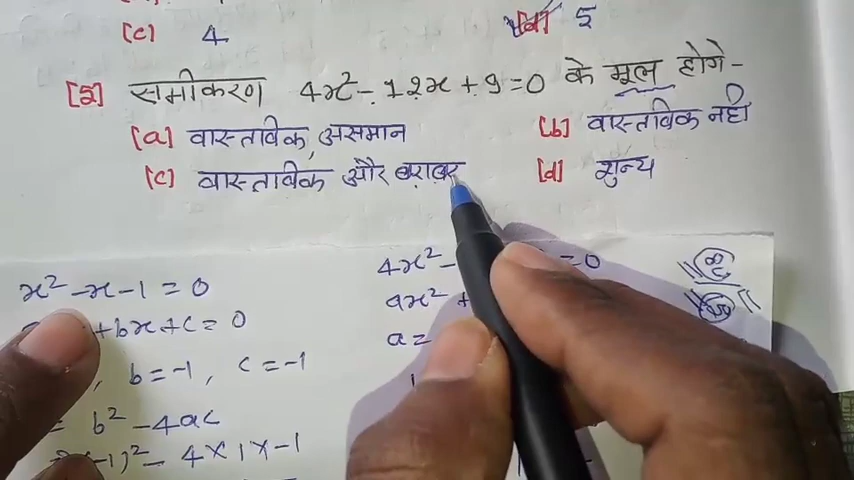 [c] 4 [d] 5
[5] समीकरण 4x² - 12x + 9 = 0 के मूल होगे -
[a] वास्तविक, असमान [b] वास्तविक नही
[c] वास्तविक और बराबर [d] शुन्य
x² - x - 1 = 0
+ bx + c = 0
, b = -1 , c = -1
= b² - 4ac
(-1)² - 4 × 1 × -1
4x² - = 0
ax² +
a =